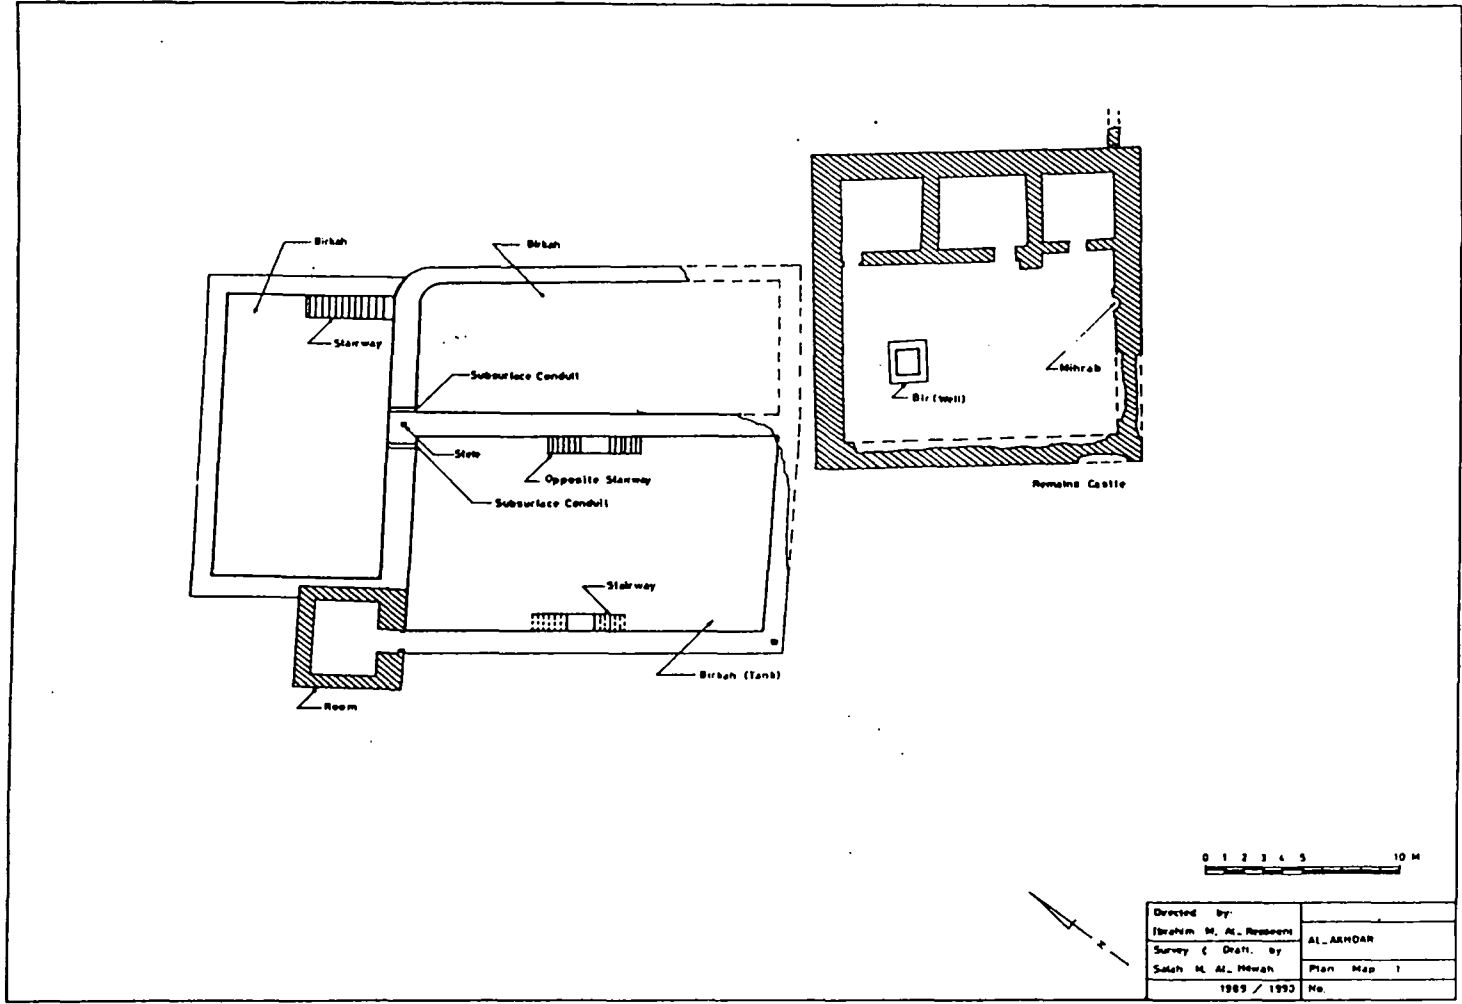 Birkah
Birkah
Stairway
Subsurface Conduit
Opposite Stairway
Subsurface Conduit
Stairway
Birkah (Tank)
Room
Mihrab
Bir (Well)
Remains Castle
0 1 2 3 4 5 10 M
N
Directed by:
Ibrahim M. Al_
Survey & Draft. by
Salah M. Al_Hewah
1989 / 1993
AL_AKHDAR
Plan Map 1
No.